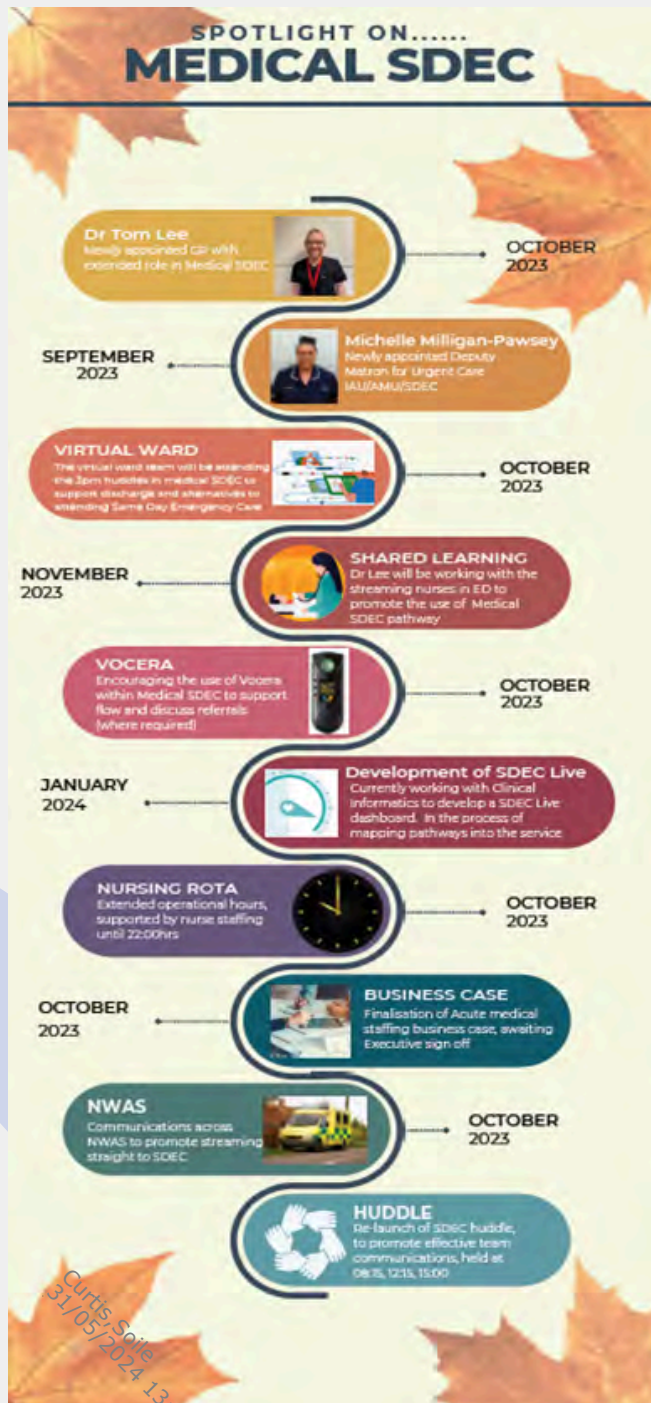 SPOTLIGHT ON......
MEDICAL SDEC
Dr Tom Lee
Newly appointed GP with
extended role in Medical SDEC
OCTOBER
2023
SEPTEMBER
2023
Michelle Milligan-Pawsey
Newly appointed Deputy
Matron for Urgent Care
IAU/AMU/SDEC
VIRTUAL WARD
The virtual ward team will be attending
the 3pm huddles in medical SDEC to
support discharge and alternatives to
attending Same Day Emergency Care
OCTOBER
2023
NOVEMBER
2023
SHARED LEARNING
Dr Lee will be working with the
streaming nurses in ED to
promote the use of Medical
SDEC pathway
VOCERA
Encouraging the use of Vocera
within Medical SDEC to support
flow and discuss referrals
(where required)
OCTOBER
2023
JANUARY
2024
Development of SDEC Live
Currently working with Clinical
Informatics to develop a SDEC Live
dashboard. In the process of
mapping pathways into the service
NURSING ROTA
Extended operational hours,
supported by nurse staffing
until 22:00hrs
OCTOBER
2023
OCTOBER
2023
BUSINESS CASE
Finalisation of Acute medical
staffing business case, awaiting
Executive sign off
NWAS
Communications across
NWAS to promote streaming
straight to SDEC
OCTOBER
2023
HUDDLE
Re-launch of SDEC huddle,
to promote effective team
communications, held at
08:15, 12:15, 15:00
Curtis, Soile
31/05/2024 13